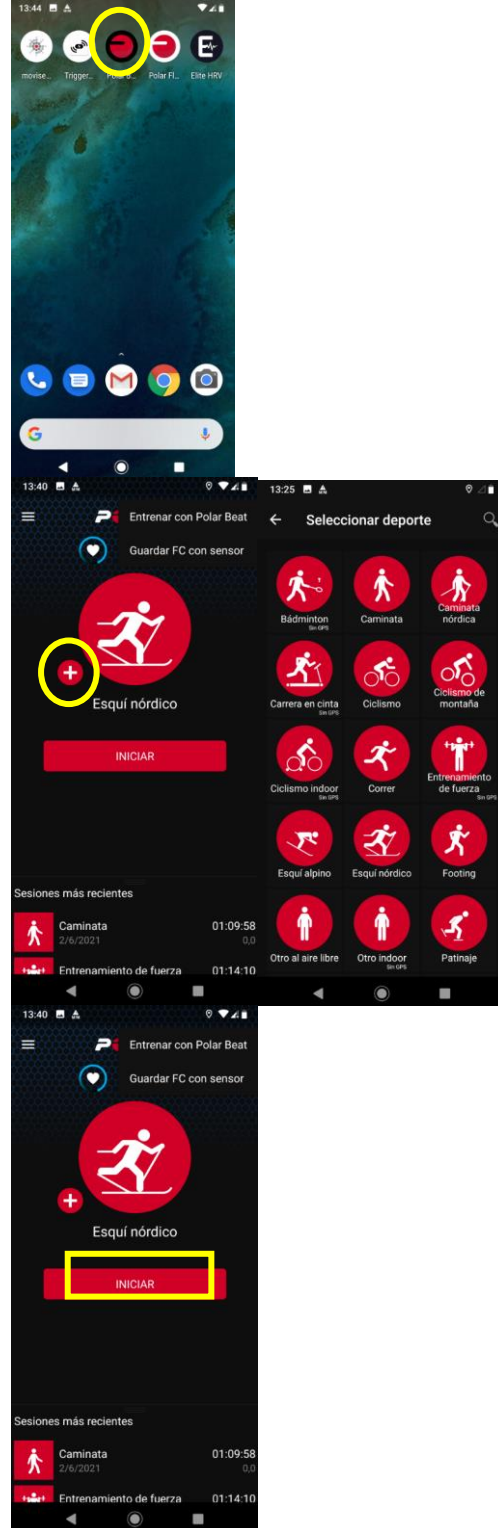 13:44
movise... Trigger... Polar B... Polar Fl... Elite HRV
G
13:40
Entrenar con Polar Beat
Guardar FC con sensor
Esquí nórdico
INICIAR
Sesiones más recientes
Caminata 01:09:58
2/6/2021 0,0
Entrenamiento de fuerza 01:14:10
13:25
Seleccionar deporte
Bádminton
Sin GPS
Caminata
Caminata
nórdica
Carrera en cinta
Sin GPS
Ciclismo
Ciclismo de
montaña
Ciclismo indoor
Sin GPS
Correr
Entrenamiento
de fuerza
Sin GPS
Esquí alpino
Esquí nórdico
Footing
Otro al aire libre
Otro indoor
Sin GPS
Patinaje
13:40
Entrenar con Polar Beat
Guardar FC con sensor
Esquí nórdico
INICIAR
Sesiones más recientes
Caminata 01:09:58
2/6/2021 0,0
Entrenamiento de fuerza 01:14:10